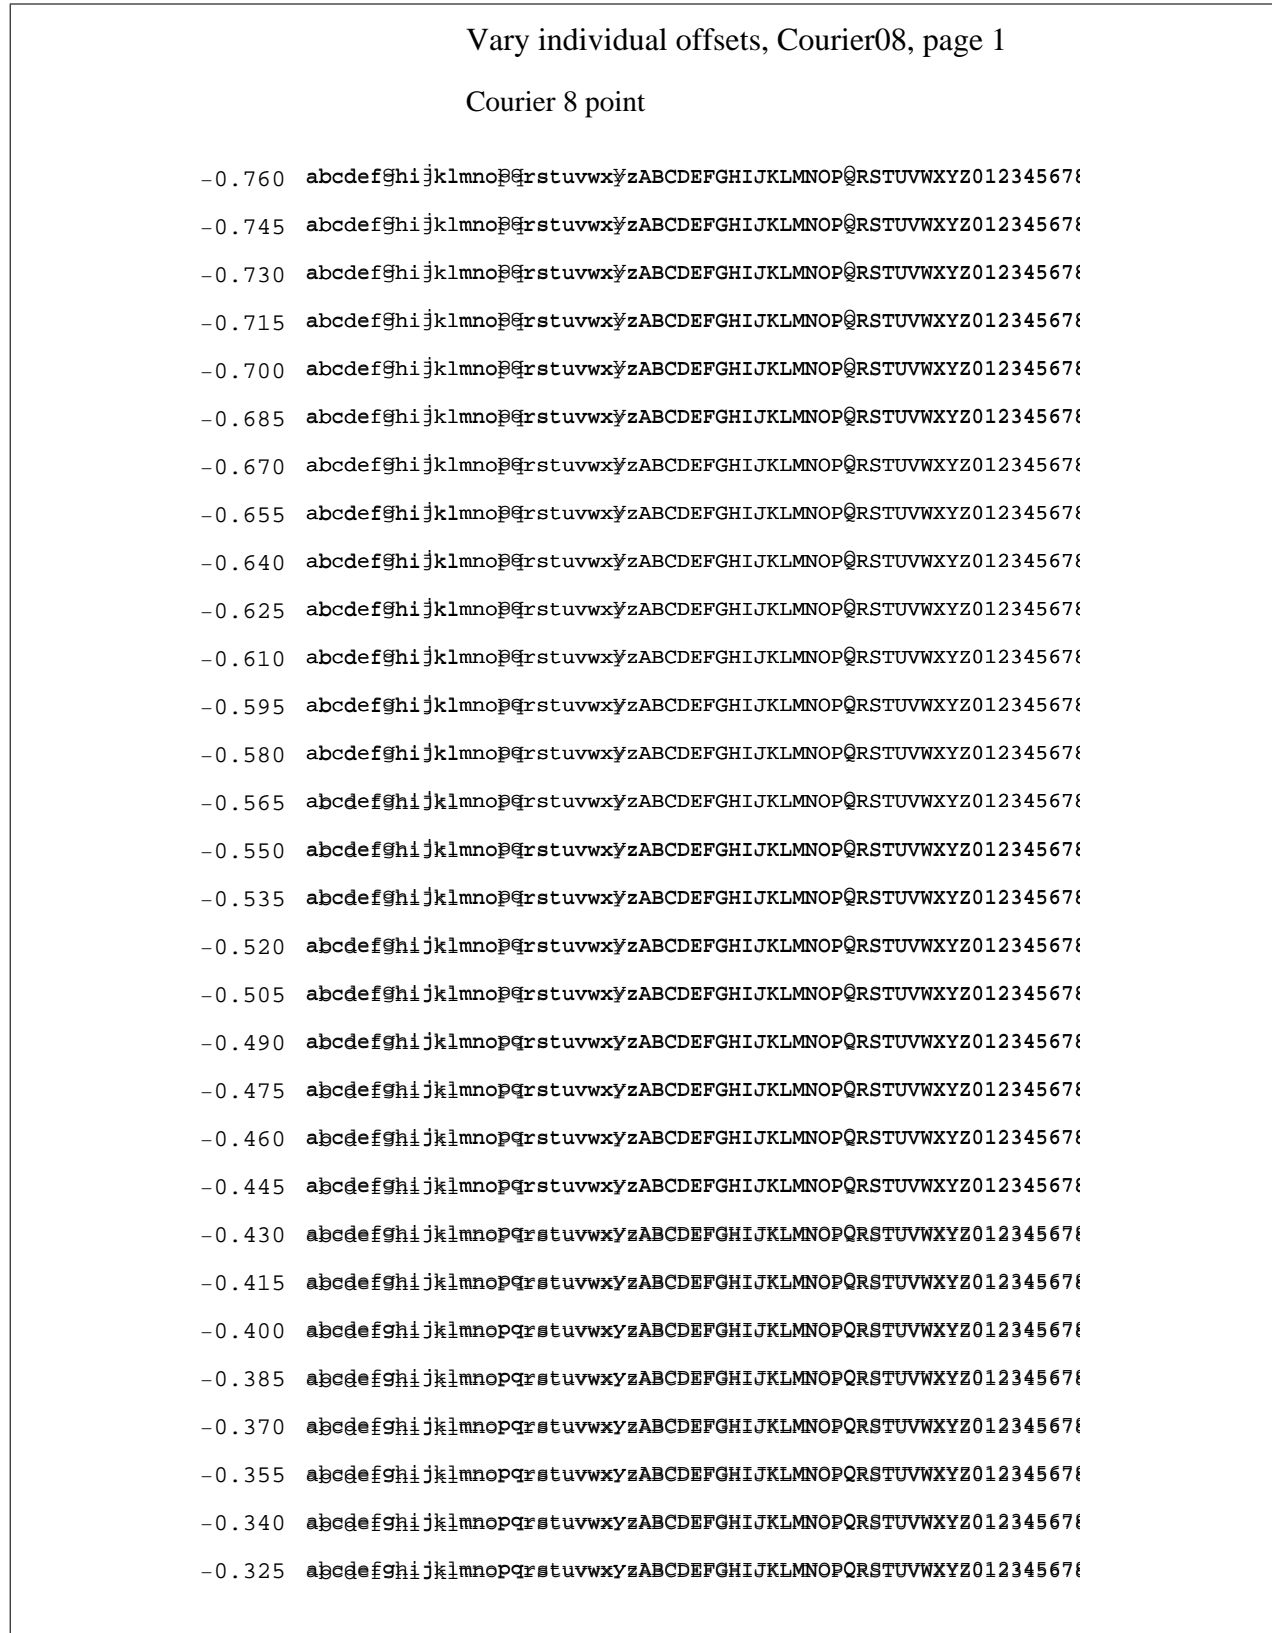 Vary individual offsets, Courier08, page 1
Courier 8 point
-0.760 abcdefghijklmnopqrstuvwxyzABCDEFGHIJKLMNOPQRSTUVWXYZ012345678
-0.745 abcdefghijklmnopqrstuvwxyzABCDEFGHIJKLMNOPQRSTUVWXYZ012345678
-0.730 abcdefghijklmnopqrstuvwxyzABCDEFGHIJKLMNOPQRSTUVWXYZ012345678
-0.715 abcdefghijklmnopqrstuvwxyzABCDEFGHIJKLMNOPQRSTUVWXYZ012345678
-0.700 abcdefghijklmnopqrstuvwxyzABCDEFGHIJKLMNOPQRSTUVWXYZ012345678
-0.685 abcdefghijklmnopqrstuvwxyzABCDEFGHIJKLMNOPQRSTUVWXYZ012345678
-0.670 abcdefghijklmnopqrstuvwxyzABCDEFGHIJKLMNOPQRSTUVWXYZ012345678
-0.655 abcdefghijklmnopqrstuvwxyzABCDEFGHIJKLMNOPQRSTUVWXYZ012345678
-0.640 abcdefghijklmnopqrstuvwxyzABCDEFGHIJKLMNOPQRSTUVWXYZ012345678
-0.625 abcdefghijklmnopqrstuvwxyzABCDEFGHIJKLMNOPQRSTUVWXYZ012345678
-0.610 abcdefghijklmnopqrstuvwxyzABCDEFGHIJKLMNOPQRSTUVWXYZ012345678
-0.595 abcdefghijklmnopqrstuvwxyzABCDEFGHIJKLMNOPQRSTUVWXYZ012345678
-0.580 abcdefghijklmnopqrstuvwxyzABCDEFGHIJKLMNOPQRSTUVWXYZ012345678
-0.565 abcdefghijklmnopqrstuvwxyzABCDEFGHIJKLMNOPQRSTUVWXYZ012345678
-0.550 abcdefghijklmnopqrstuvwxyzABCDEFGHIJKLMNOPQRSTUVWXYZ012345678
-0.535 abcdefghijklmnopqrstuvwxyzABCDEFGHIJKLMNOPQRSTUVWXYZ012345678
-0.520 abcdefghijklmnopqrstuvwxyzABCDEFGHIJKLMNOPQRSTUVWXYZ012345678
-0.505 abcdefghijklmnopqrstuvwxyzABCDEFGHIJKLMNOPQRSTUVWXYZ012345678
-0.490 abcdefghijklmnopqrstuvwxyzABCDEFGHIJKLMNOPQRSTUVWXYZ012345678
-0.475 abcdefghijklmnopqrstuvwxyzABCDEFGHIJKLMNOPQRSTUVWXYZ012345678
-0.460 abcdefghijklmnopqrstuvwxyzABCDEFGHIJKLMNOPQRSTUVWXYZ012345678
-0.445 abcdefghijklmnopqrstuvwxyzABCDEFGHIJKLMNOPQRSTUVWXYZ012345678
-0.430 abcdefghijklmnopqrstuvwxyzABCDEFGHIJKLMNOPQRSTUVWXYZ012345678
-0.415 abcdefghijklmnopqrstuvwxyzABCDEFGHIJKLMNOPQRSTUVWXYZ012345678
-0.400 abcdefghijklmnopqrstuvwxyzABCDEFGHIJKLMNOPQRSTUVWXYZ012345678
-0.385 abcdefghijklmnopqrstuvwxyzABCDEFGHIJKLMNOPQRSTUVWXYZ012345678
-0.370 abcdefghijklmnopqrstuvwxyzABCDEFGHIJKLMNOPQRSTUVWXYZ012345678
-0.355 abcdefghijklmnopqrstuvwxyzABCDEFGHIJKLMNOPQRSTUVWXYZ012345678
-0.340 abcdefghijklmnopqrstuvwxyzABCDEFGHIJKLMNOPQRSTUVWXYZ012345678
-0.325 abcdefghijklmnopqrstuvwxyzABCDEFGHIJKLMNOPQRSTUVWXYZ012345678